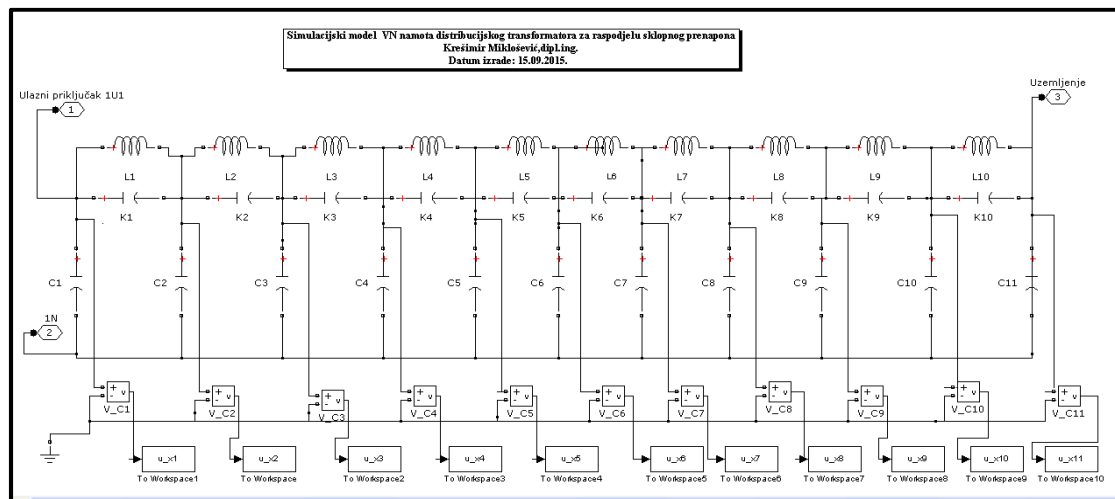 Simulacijski model VN namota distribucijskog transformatora za raspodjelu sklopnog prenapona
Krešimir Miklošević,dipl.ing.
Datum izrade: 15.09.2015.
Ulazni priključak 1U1
1
Uzemljenje
3
L1 L2 L3 L4 L5 L6 L7 L8 L9 L10
K1 K2 K3 K4 K5 K6 K7 K8 K9 K10
C1 C2 C3 C4 C5 C6 C7 C8 C9 C10 C11
1N
2
+ - v + - v + - v + - v + - v + - v + - v + - v + - v + - v + - v
V_C1 V_C2 V_C3 V_C4 V_C5 V_C6 V_C7 V_C8 V_C9 V_C10 V_C11
u_x1 u_x2 u_x3 u_x4 u_x5 u_x6 u_x7 u_x8 u_x9 u_x10 u_x11
To Workspace1 To Workspace To Workspace2 To Workspace3 To Workspace4 To Workspace5 To Workspace6 To Workspace7 To Workspace8 To Workspace9 To Workspace10